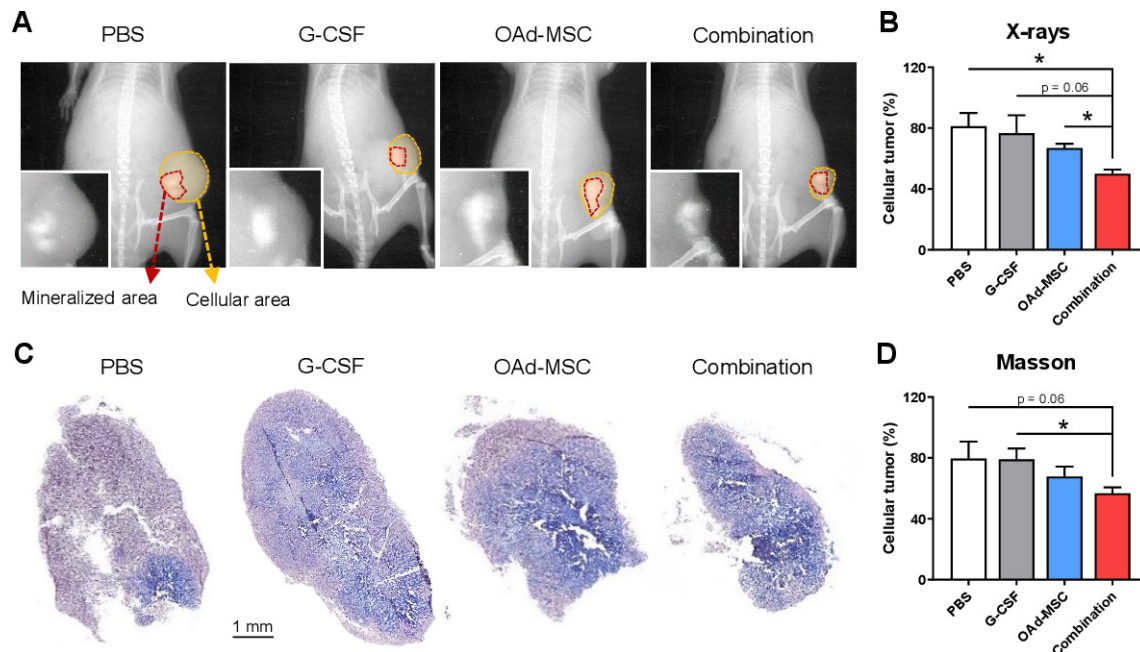 A
PBS
G-CSF
OAd-MSC
Combination
Mineralized area
Cellular area
B
X-rays
*
p = 0.06
*
Cellular tumor (%)
120
80
40
0
PBS
G-CSF
OAd-MSC
Combination
C
PBS
G-CSF
OAd-MSC
Combination
1 mm
D
Masson
p = 0.06
*
Cellular tumor (%)
120
80
40
0
PBS
G-CSF
OAd-MSC
Combination